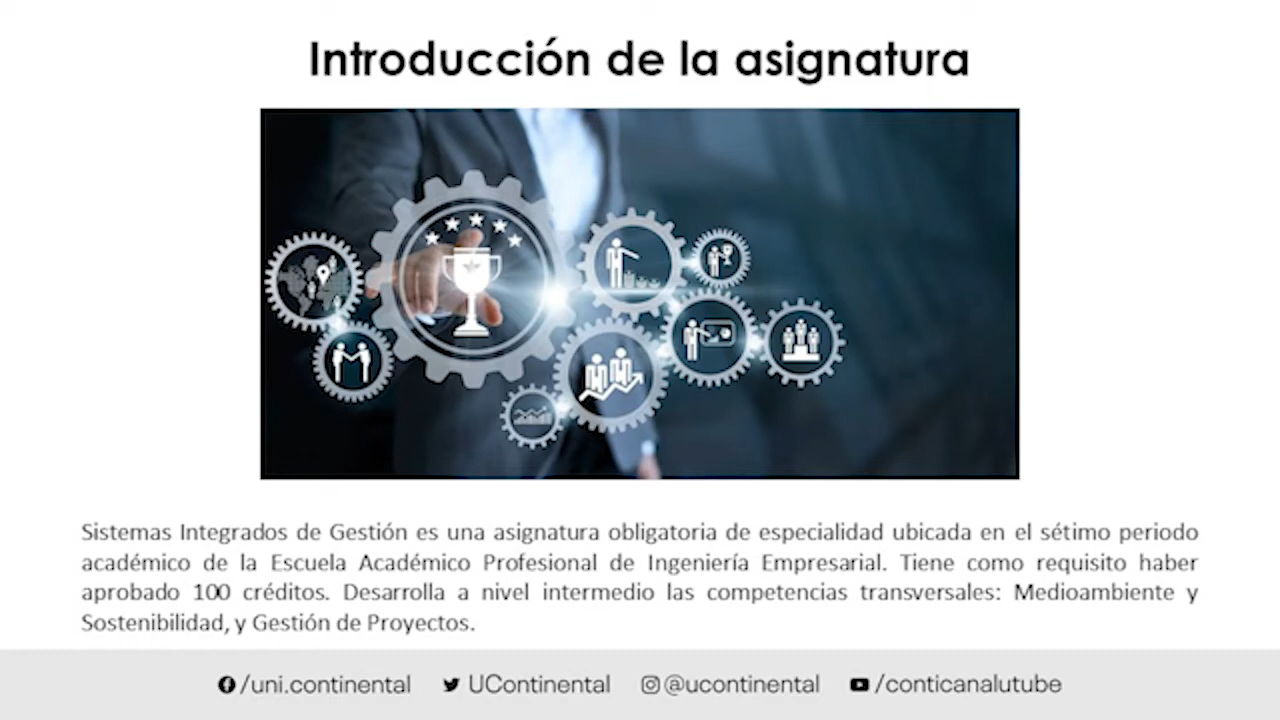 Introducción de la asignatura
Sistemas Integrados de Gestión es una asignatura obligatoria de especialidad ubicada en el sétimo periodo
académico de la Escuela Académico Profesional de Ingeniería Empresarial. Tiene como requisito haber
aprobado 100 créditos. Desarrolla a nivel intermedio las competencias transversales: Medioambiente y
Sostenibilidad, y Gestión de Proyectos.
/uni.continental UContinental @ucontinental /conticanalutube